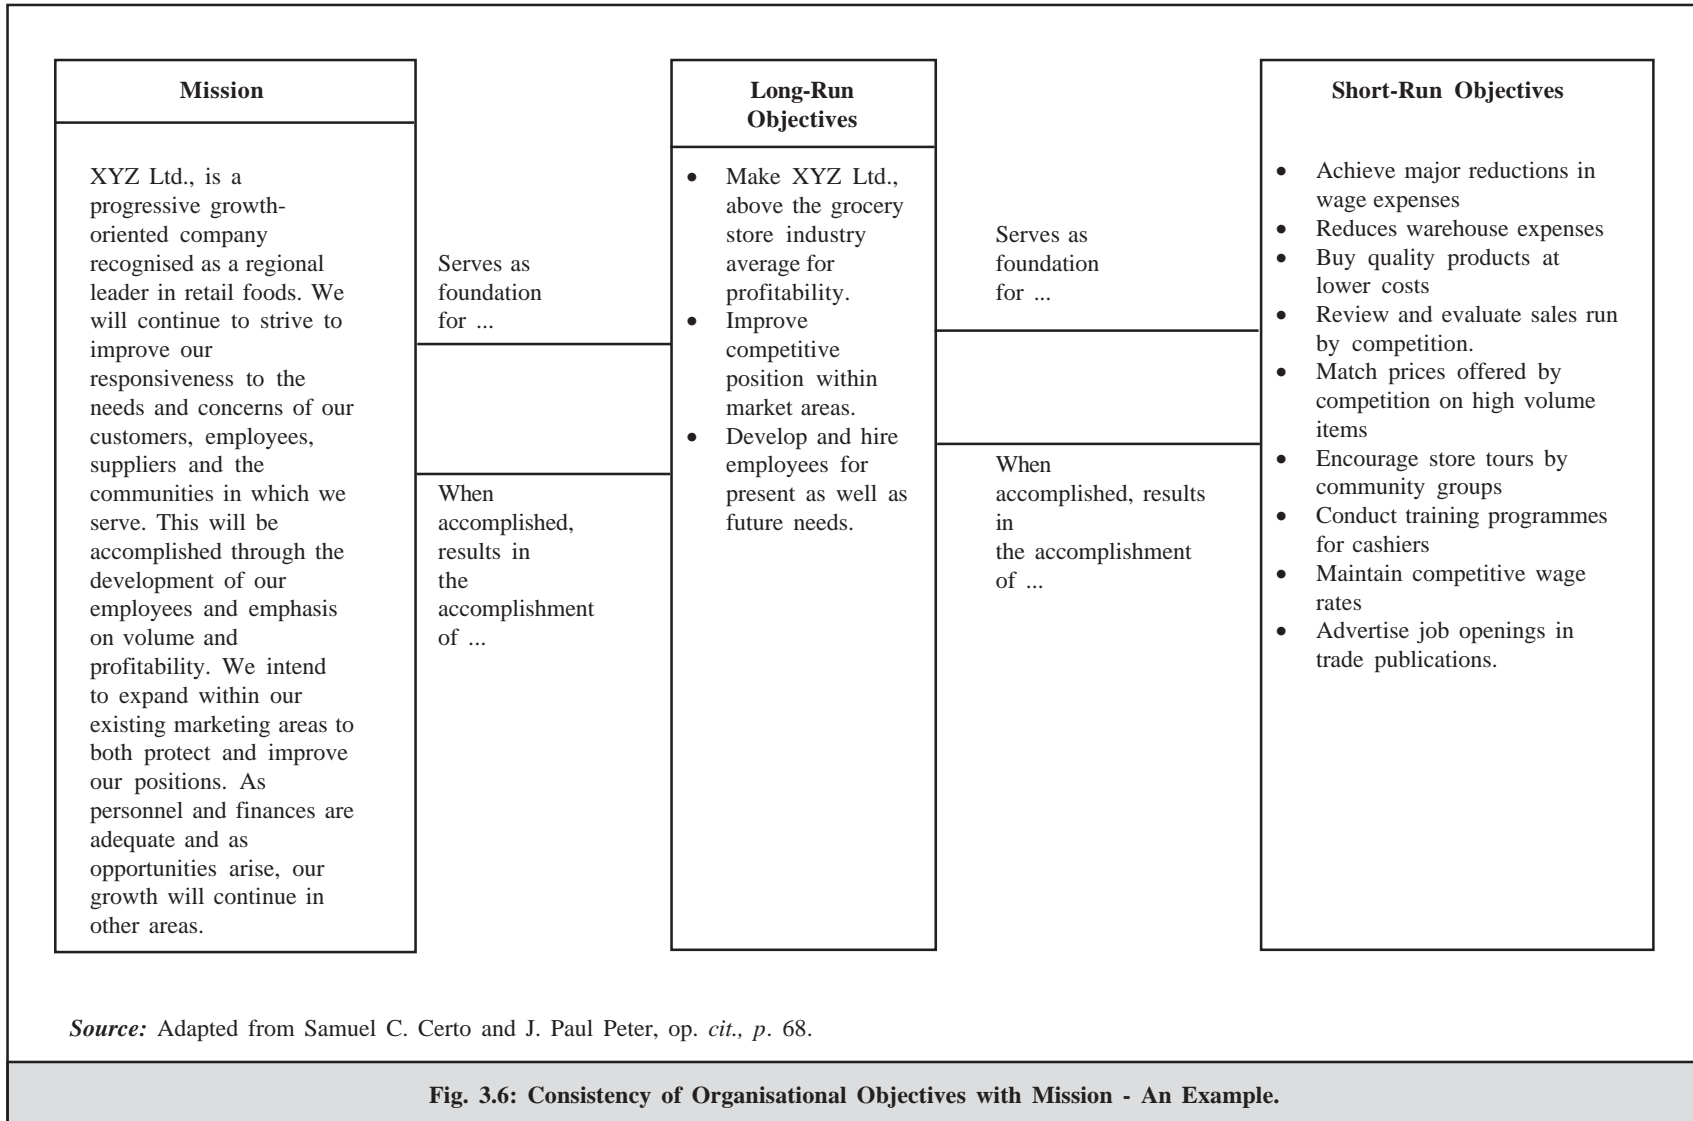 Mission
XYZ Ltd., is a
progressive growth-
oriented company
recognised as a regional
leader in retail foods. We
will continue to strive to
improve our
responsiveness to the
needs and concerns of our
customers, employees,
suppliers and the
communities in which we
serve. This will be
accomplished through the
development of our
employees and emphasis
on volume and
profitability. We intend
to expand within our
existing marketing areas to
both protect and improve
our positions. As
personnel and finances are
adequate and as
opportunities arise, our
growth will continue in
other areas.
Serves as
foundation
for ...
When
accomplished,
results in
the
accomplishment
of ...
Long-Run
Objectives
• Make XYZ Ltd.,
above the grocery
store industry
average for
profitability.
• Improve
competitive
position within
market areas.
• Develop and hire
employees for
present as well as
future needs.
Serves as
foundation
for ...
When
accomplished, results
in
the accomplishment
of ...
Short-Run Objectives
• Achieve major reductions in
wage expenses
• Reduces warehouse expenses
• Buy quality products at
lower costs
• Review and evaluate sales run
by competition.
• Match prices offered by
competition on high volume
items
• Encourage store tours by
community groups
• Conduct training programmes
for cashiers
• Maintain competitive wage
rates
• Advertise job openings in
trade publications.
Source: Adapted from Samuel C. Certo and J. Paul Peter, op. cit., p. 68.
Fig. 3.6: Consistency of Organisational Objectives with Mission - An Example.